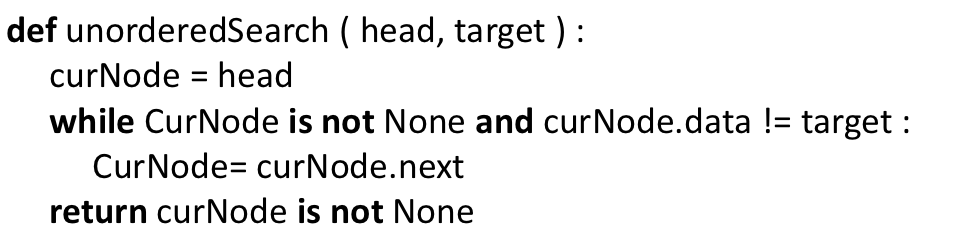 def unorderedSearch ( head, target ) :
curNode = head
while CurNode is not None and curNode.data != target :
CurNode= curNode.next
return curNode is not None